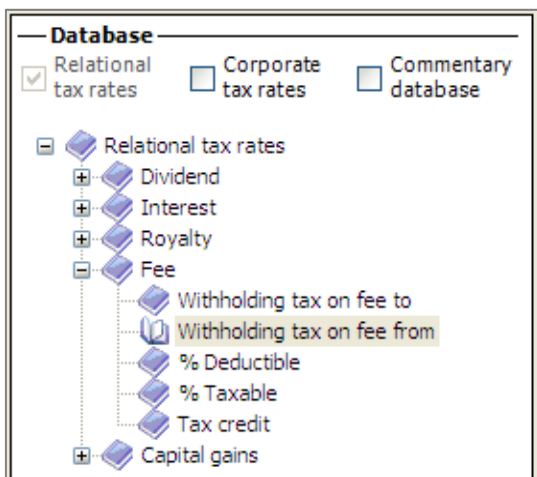 Database
Relational tax rates
Corporate tax rates
Commentary database
Relational tax rates
Dividend
Interest
Royalty
Fee
Withholding tax on fee to
Withholding tax on fee from
% Deductible
% Taxable
Tax credit
Capital gains